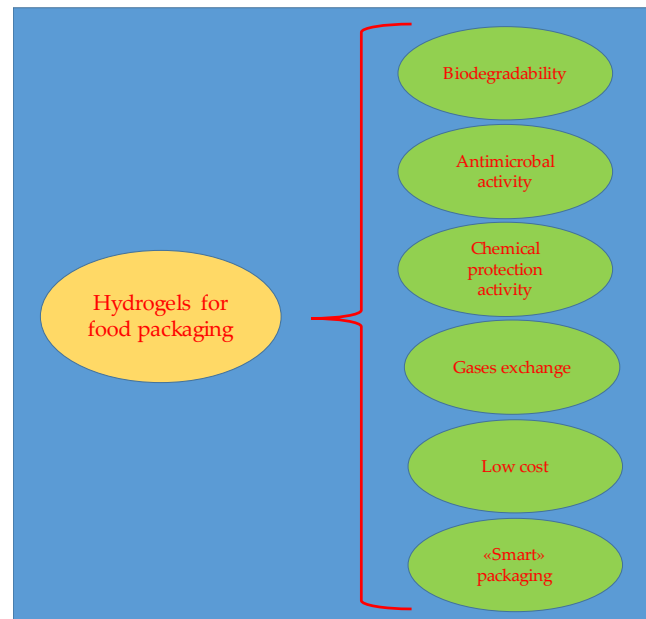 Hydrogels for
food packaging
Biodegradability
Antimicrobal
activity
Chemical
protection
activity
Gases exchange
Low cost
«Smart»
packaging